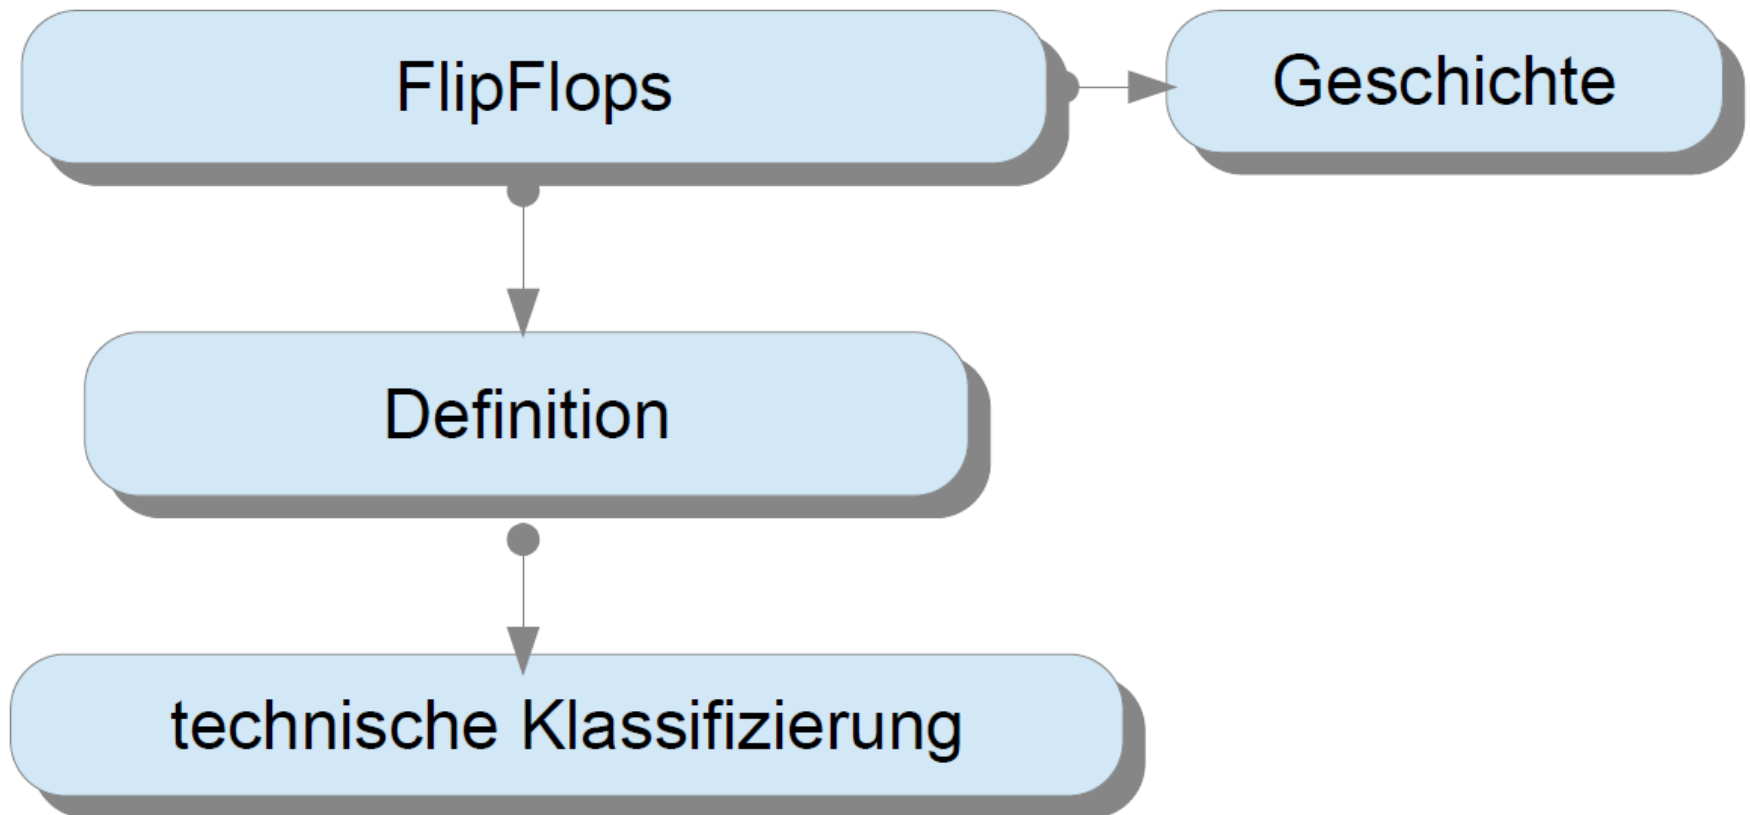 FlipFlops
Geschichte
Definition
technische Klassifizierung